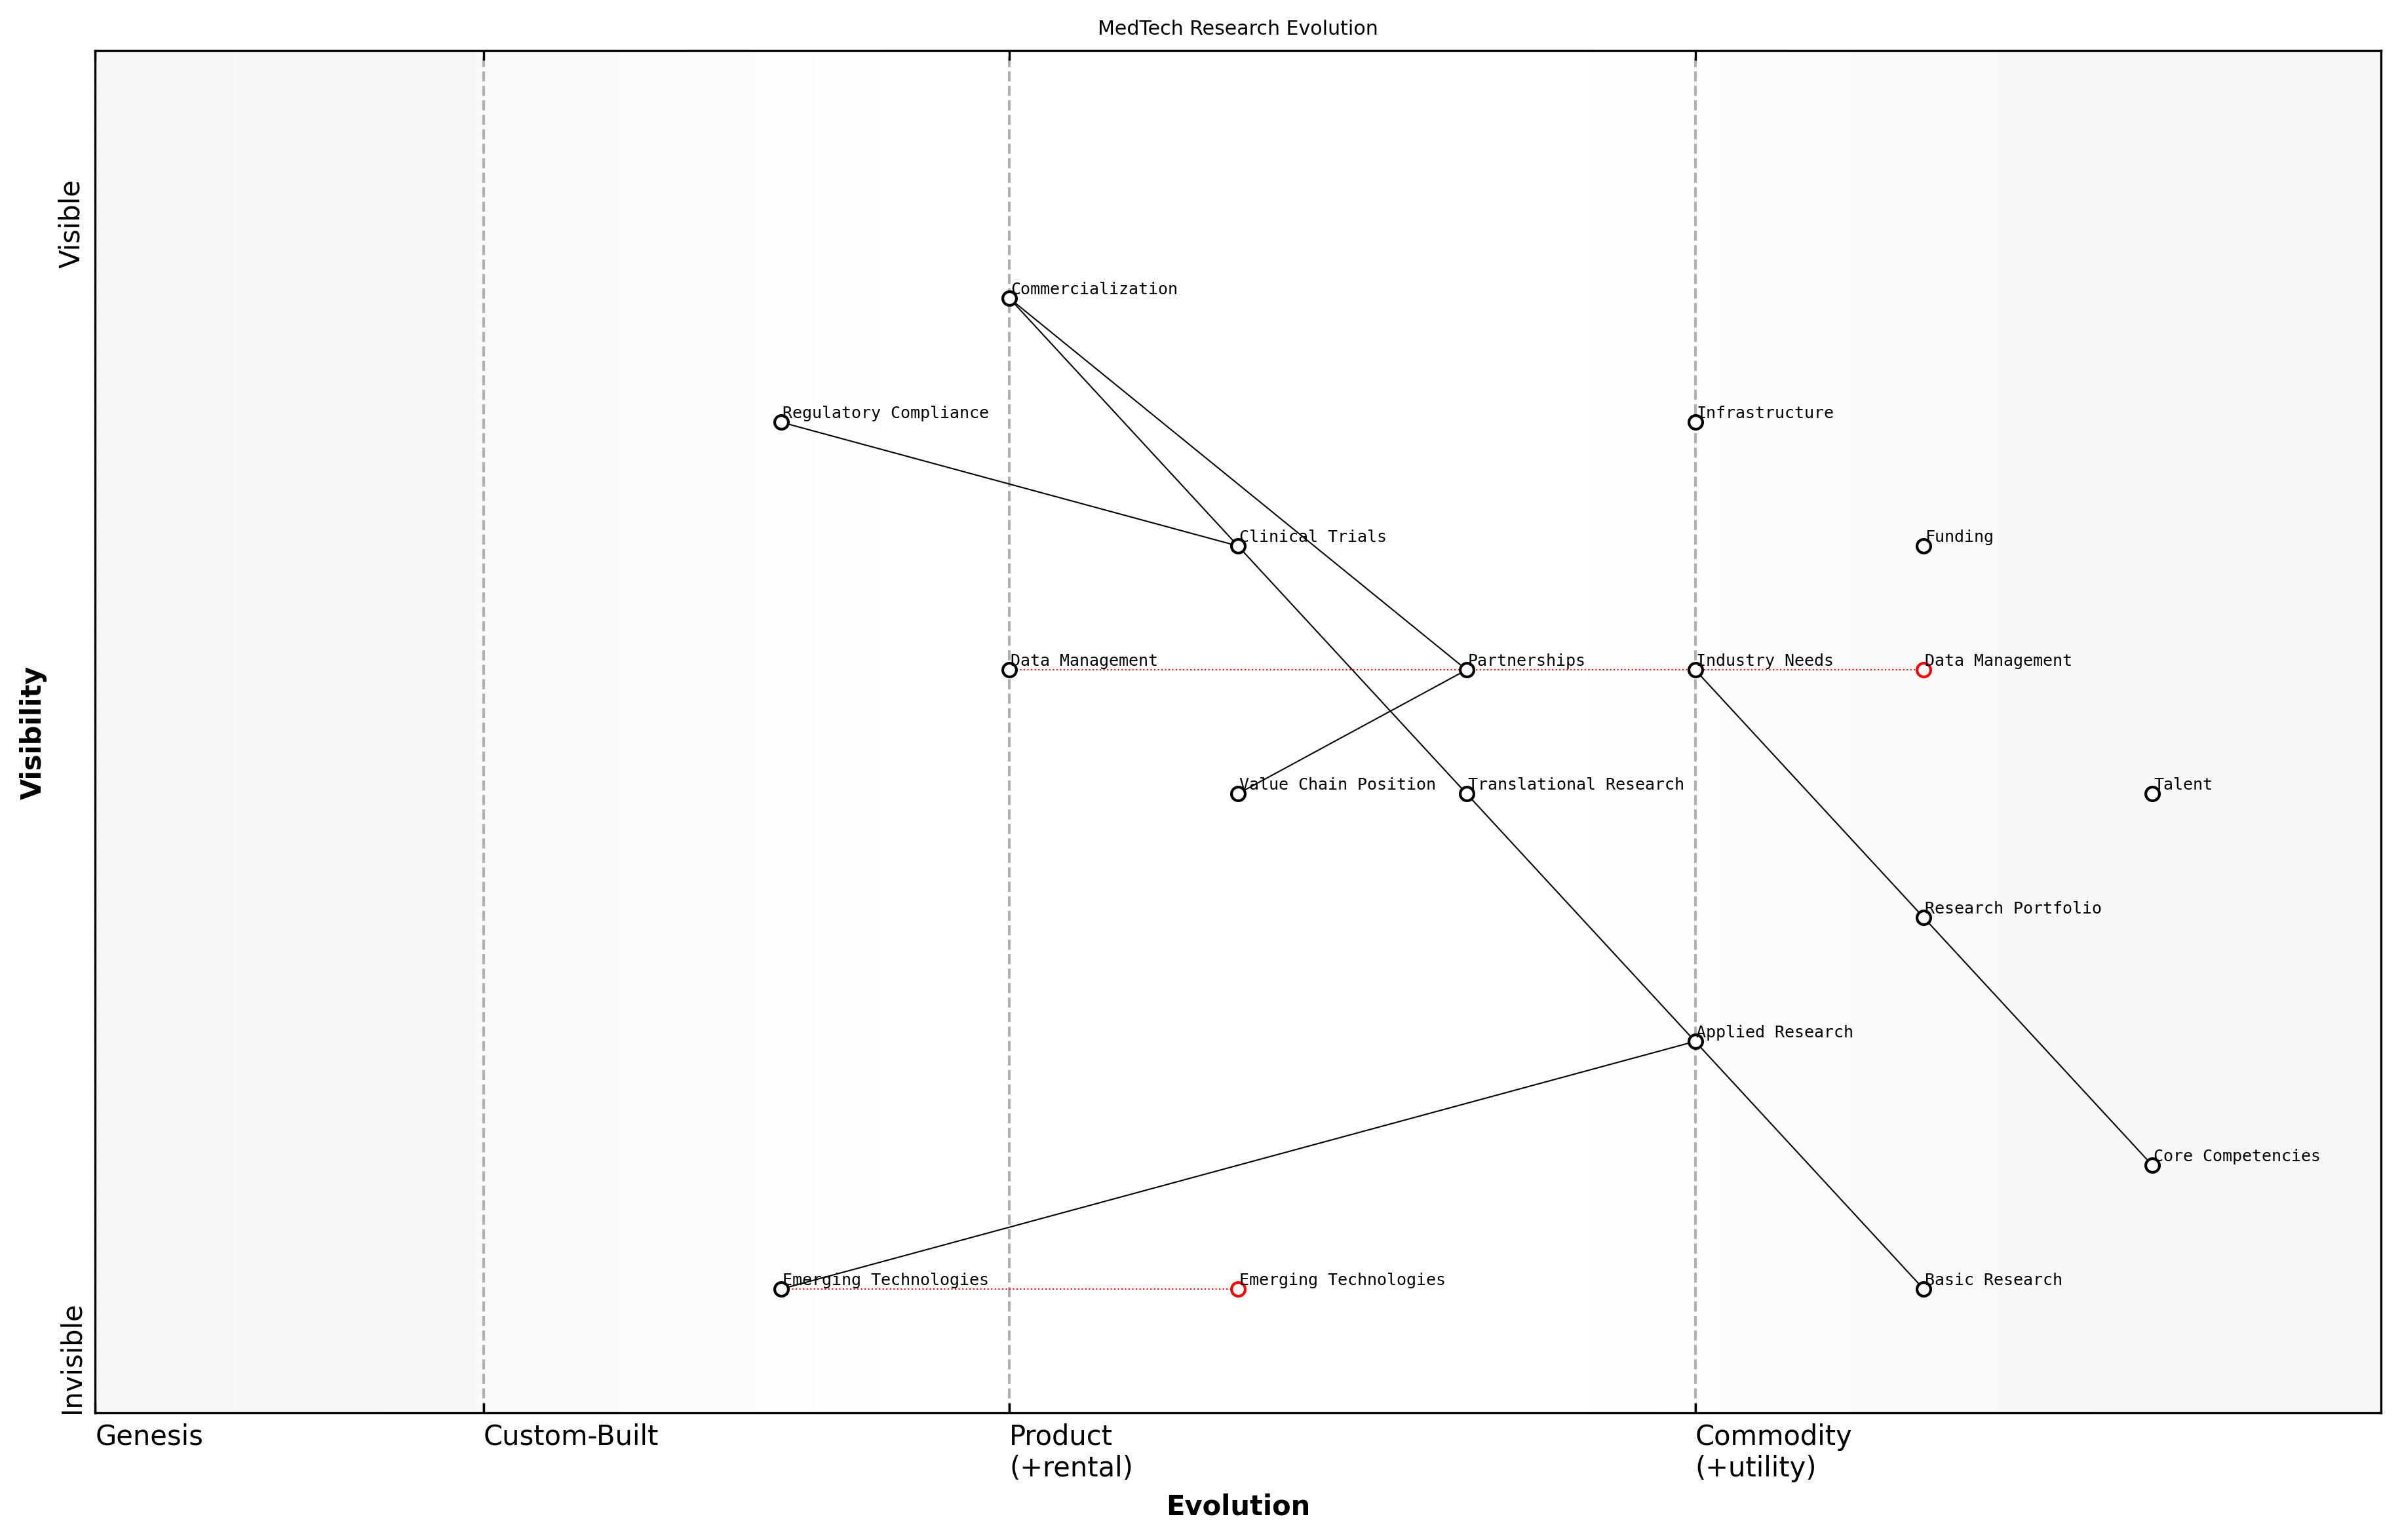 MedTech Research Evolution
Visible
Commercialization
Regulatory Compliance
Infrastructure
Clinical Trials
Funding
Data Management
Partnerships
Industry Needs
Data Management
Visibility
Value Chain Position
Translational Research
Talent
Research Portfolio
Applied Research
Core Competencies
Emerging Technologies
Emerging Technologies
Basic Research
Invisible
Genesis
Custom-Built
Product
(+rental)
Commodity
(+utility)
Evolution